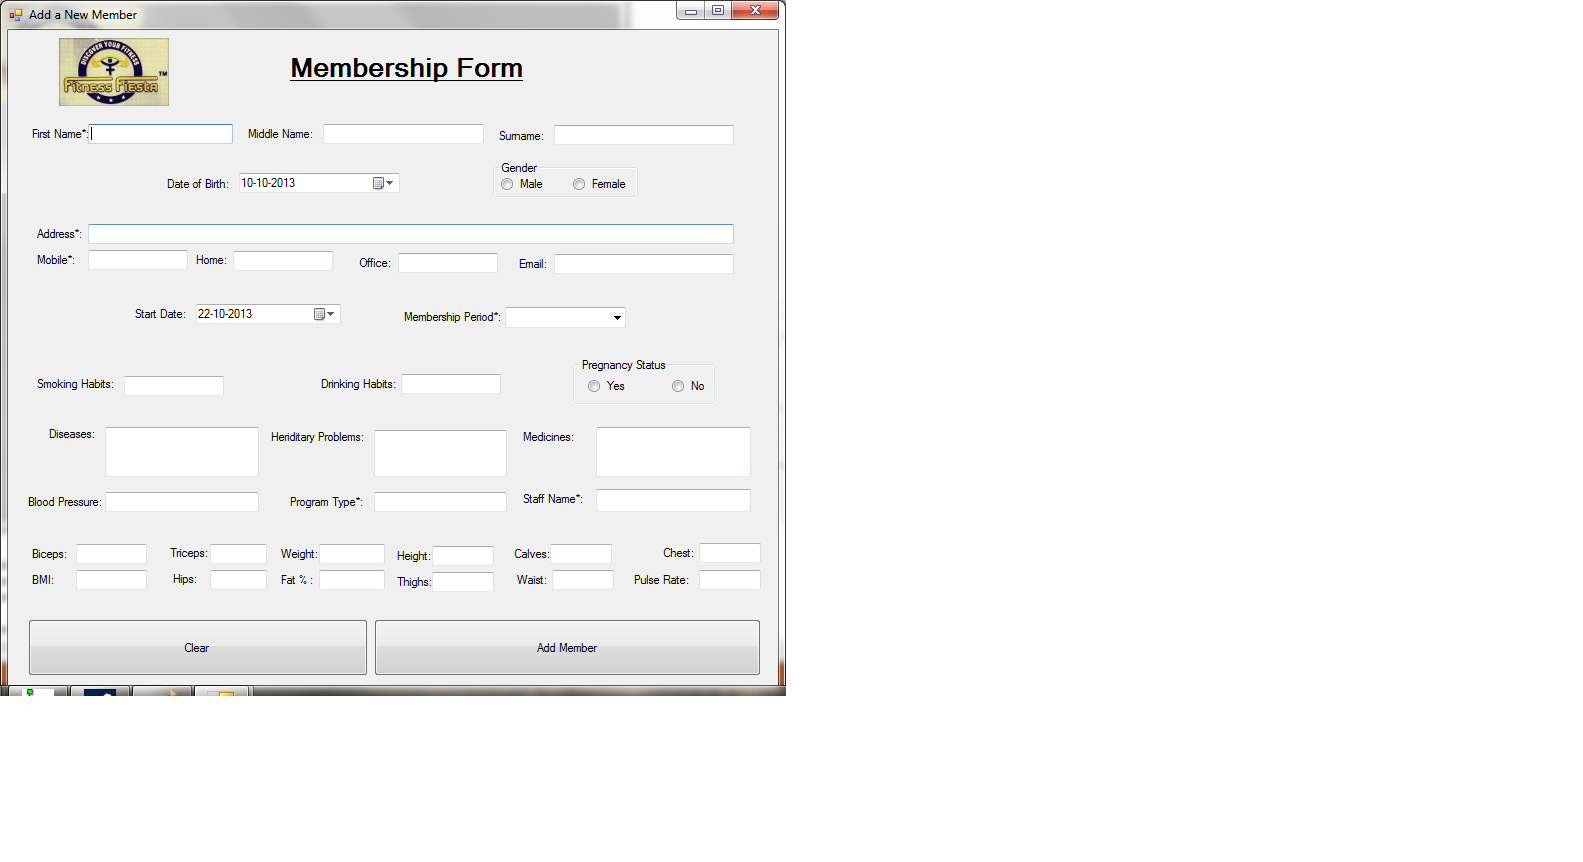 Add a New Member
DISCOVER YOUR FITNESS
Fitness Fiesta TM
Membership Form
First Name*: Middle Name: Surname:
Gender
Date of Birth: 10-10-2013 Male Female
Address*:
Mobile*: Home: Office: Email:
Start Date: 22-10-2013 Membership Period*:
Pregnancy Status
Smoking Habits: Drinking Habits: Yes No
Diseases: Heriditary Problems: Medicines:
Blood Pressure: Program Type*: Staff Name*:
Biceps: Triceps: Weight: Height: Calves: Chest:
BMI: Hips: Fat % : Thighs: Waist: Pulse Rate:
Clear Add Member